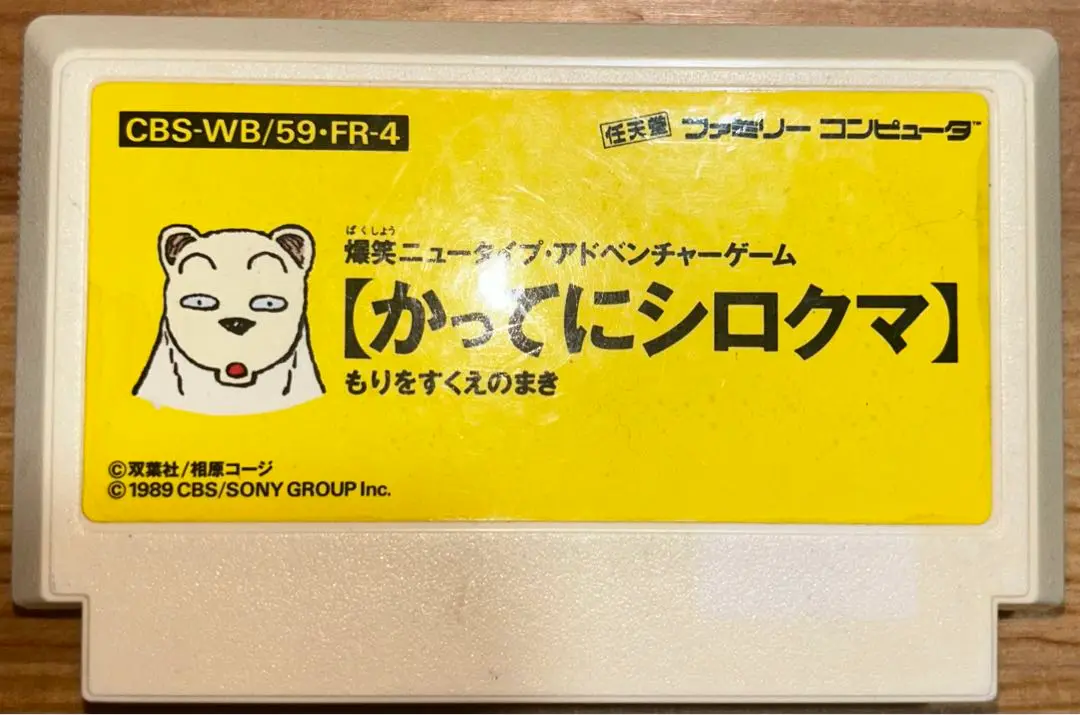 CBS-WB/59・FR-4
任天堂 ファミリー コンピュータ™
ばくしょう
爆笑ニュータイプ・アドベンチャーゲーム
【かってにシロクマ】
もりをすくえのまき
©双葉社/相原コージ
©1989 CBS/SONY GROUP Inc.